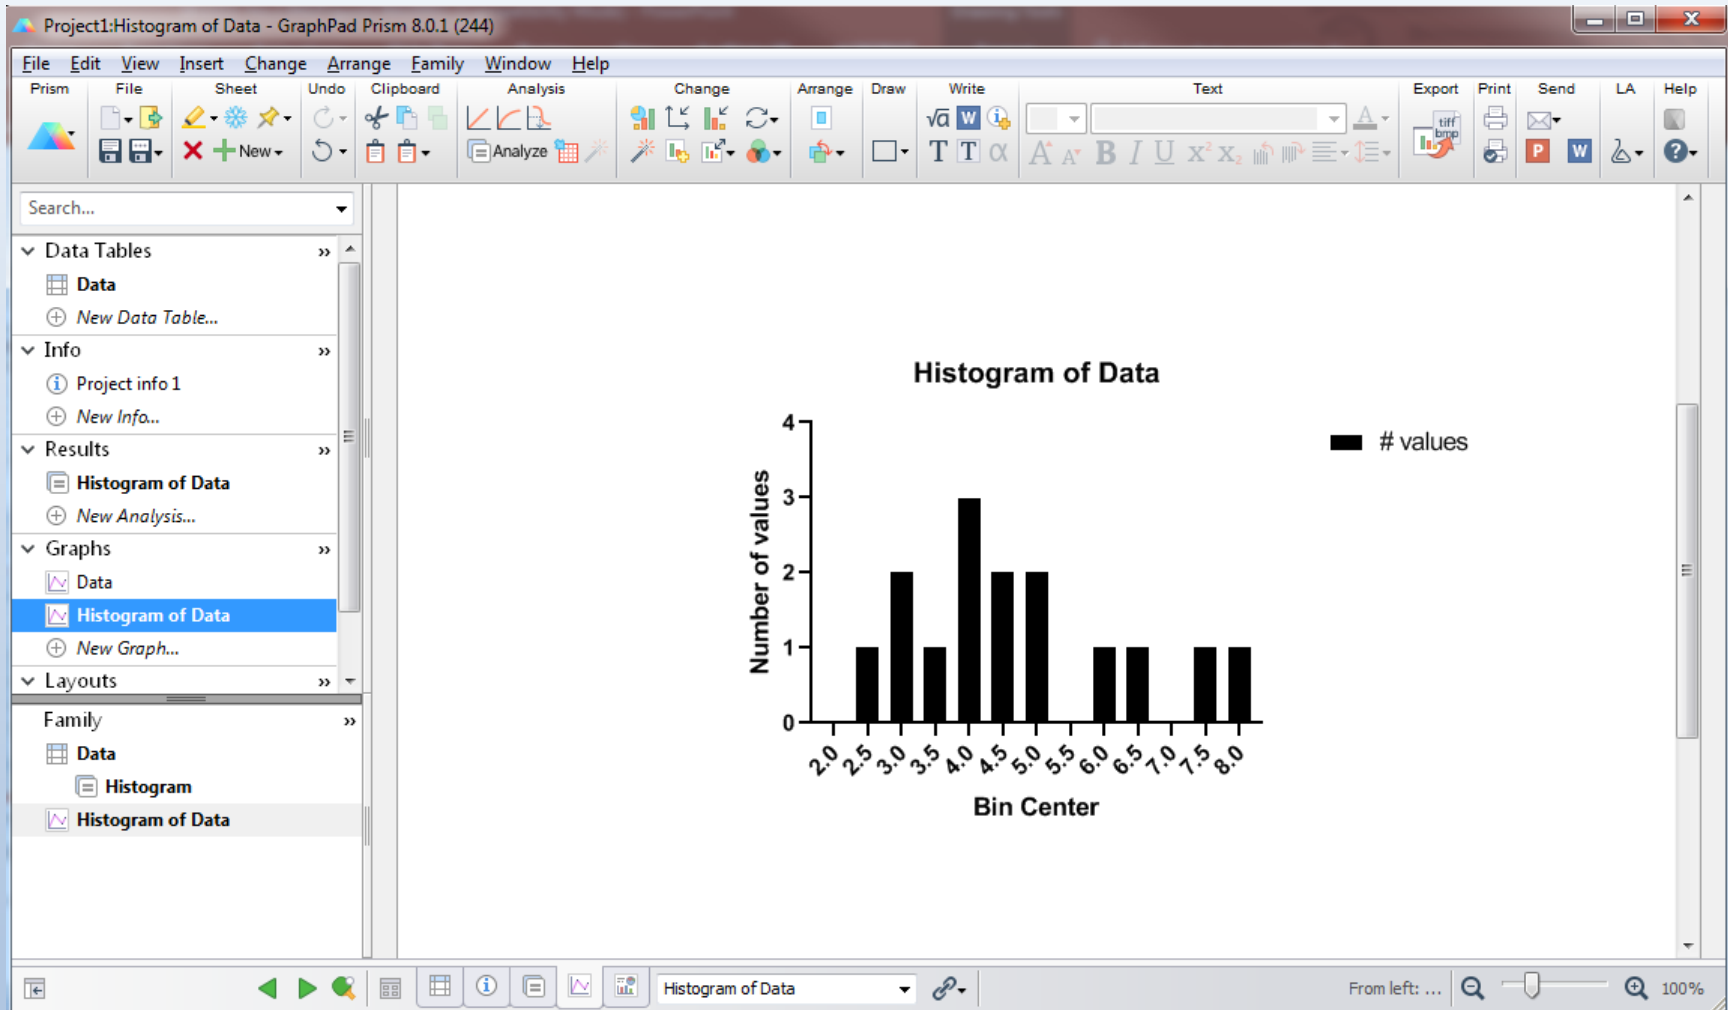 Project1:Histogram of Data - GraphPad Prism 8.0.1 (244)
File Edit View Insert Change Arrange Family Window Help
Prism File Sheet Undo Clipboard Analysis Change Arrange Draw Write Text Export Print Send LA Help
√a W tiff
bmp
New Analyze T T α A A B I U X² X₂ P W ?
Search...
Data Tables »
Data
New Data Table...
Info »
Project info 1
New Info...
Results »
Histogram of Data
New Analysis...
Graphs »
Data
Histogram of Data
New Graph...
Layouts »
Family »
Data
Histogram
Histogram of Data
Histogram of Data
# values
Number of values
4
3
2
1
0
2.0 2.5 3.0 3.5 4.0 4.5 5.0 5.5 6.0 6.5 7.0 7.5 8.0
Bin Center
Histogram of Data From left: ... 100%